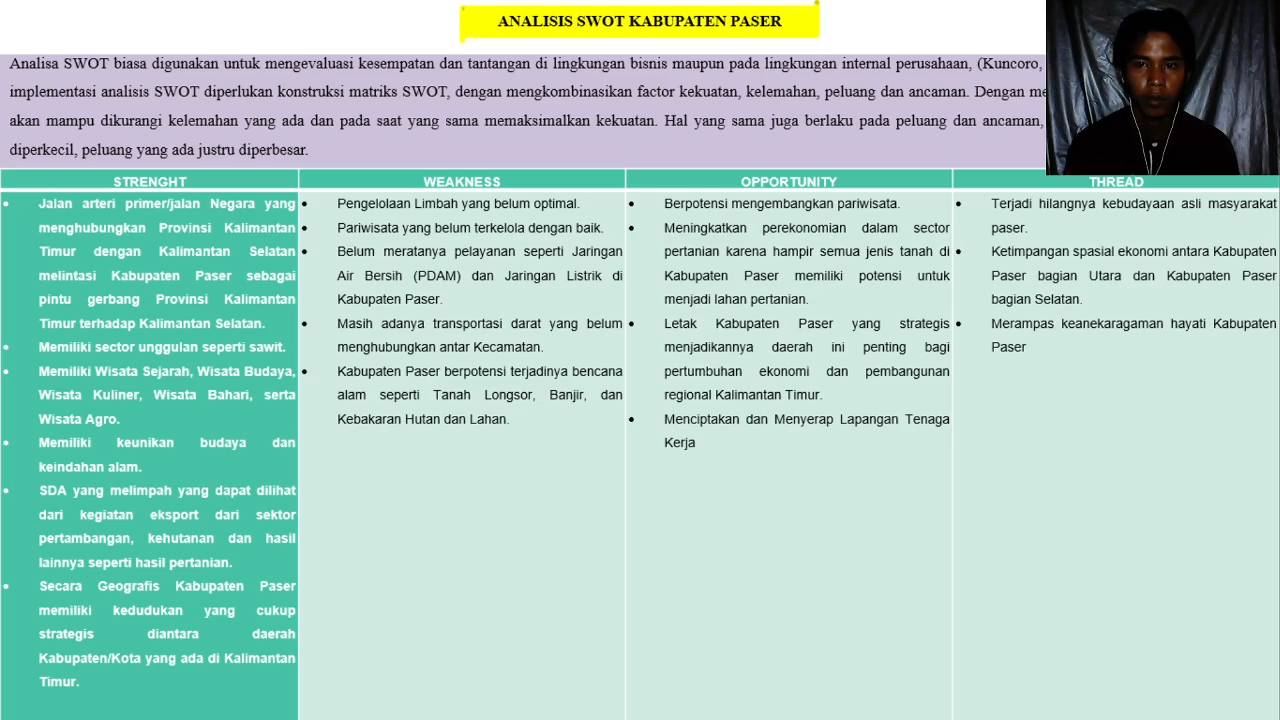 ANALISIS SWOT KABUPATEN PASER
Analisa SWOT biasa digunakan untuk mengevaluasi kesempatan dan tantangan di lingkungan bisnis maupun pada lingkungan internal perusahaan, (Kuncoro,
implementasi analisis SWOT diperlukan konstruksi matriks SWOT, dengan mengkombinasikan factor kekuatan, kelemahan, peluang dan ancaman. Dengan
akan mampu dikurangi kelemahan yang ada dan pada saat yang sama memaksimalkan kekuatan. Hal yang sama juga berlaku pada peluang dan ancaman,
diperkecil, peluang yang ada justru diperbesar.
STRENGHT
Jalan arteri primer/jalan Negara yang
menghubungkan Provinsi Kalimantan
Timur dengan Kalimantan Selatan
melintasi Kabupaten Paser sebagai
pintu gerbang Provinsi Kalimantan
Timur terhadap Kalimantan Selatan.
Memiliki sector unggulan seperti sawit.
Memiliki Wisata Sejarah, Wisata Budaya,
Wisata Kuliner, Wisata Bahari, serta
Wisata Agro.
Memiliki keunikan budaya dan
keindahan alam.
SDA yang melimpah yang dapat dilihat
dari kegiatan eksport dari sektor
pertambangan, kehutanan dan hasil
lainnya seperti hasil pertanian.
Secara Geografis Kabupaten Paser
memiliki kedudukan yang cukup
strategis diantara daerah
Kabupaten/Kota yang ada di Kalimantan
Timur.
WEAKNESS
Pengelolaan Limbah yang belum optimal.
Pariwisata yang belum terkelola dengan baik.
Belum meratanya pelayanan seperti Jaringan
Air Bersih (PDAM) dan Jaringan Listrik di
Kabupaten Paser.
Masih adanya transportasi darat yang belum
menghubungkan antar Kecamatan.
Kabupaten Paser berpotensi terjadinya bencana
alam seperti Tanah Longsor, Banjir, dan
Kebakaran Hutan dan Lahan.
OPPORTUNITY
Berpotensi mengembangkan pariwisata.
Meningkatkan perekonomian dalam sector
pertanian karena hampir semua jenis tanah di
Kabupaten Paser memiliki potensi untuk
menjadi lahan pertanian.
Letak Kabupaten Paser yang strategis
menjadikannya daerah ini penting bagi
pertumbuhan ekonomi dan pembangunan
regional Kalimantan Timur.
Menciptakan dan Menyerap Lapangan Tenaga
Kerja
THREAD
Terjadi hilangnya kebudayaan asli masyarakat
paser.
Ketimpangan spasial ekonomi antara Kabupaten
Paser bagian Utara dan Kabupaten Paser
bagian Selatan.
Merampas keanekaragaman hayati Kabupaten
Paser